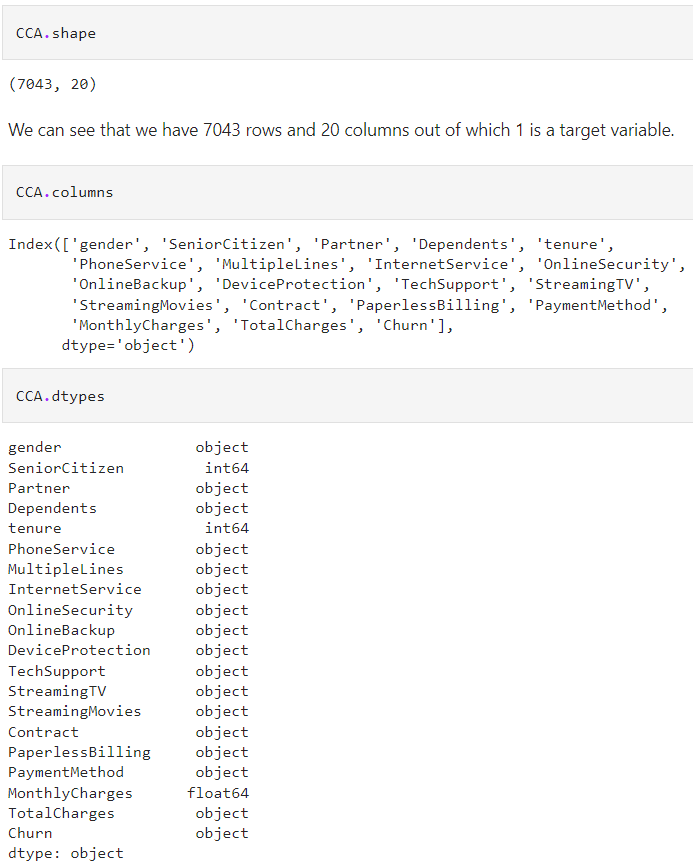 CCA.shape
(7043, 20)
We can see that we have 7043 rows and 20 columns out of which 1 is a target variable.
CCA.columns
Index(['gender', 'SeniorCitizen', 'Partner', 'Dependents', 'tenure',
       'PhoneService', 'MultipleLines', 'InternetService', 'OnlineSecurity',
       'OnlineBackup', 'DeviceProtection', 'TechSupport', 'StreamingTV',
       'StreamingMovies', 'Contract', 'PaperlessBilling', 'PaymentMethod',
       'MonthlyCharges', 'TotalCharges', 'Churn'],
      dtype='object')
CCA.dtypes
gender               object
SeniorCitizen         int64
Partner              object
Dependents           object
tenure                int64
PhoneService         object
MultipleLines        object
InternetService      object
OnlineSecurity       object
OnlineBackup         object
DeviceProtection     object
TechSupport          object
StreamingTV          object
StreamingMovies      object
Contract             object
PaperlessBilling     object
PaymentMethod        object
MonthlyCharges      float64
TotalCharges         object
Churn                object
dtype: object